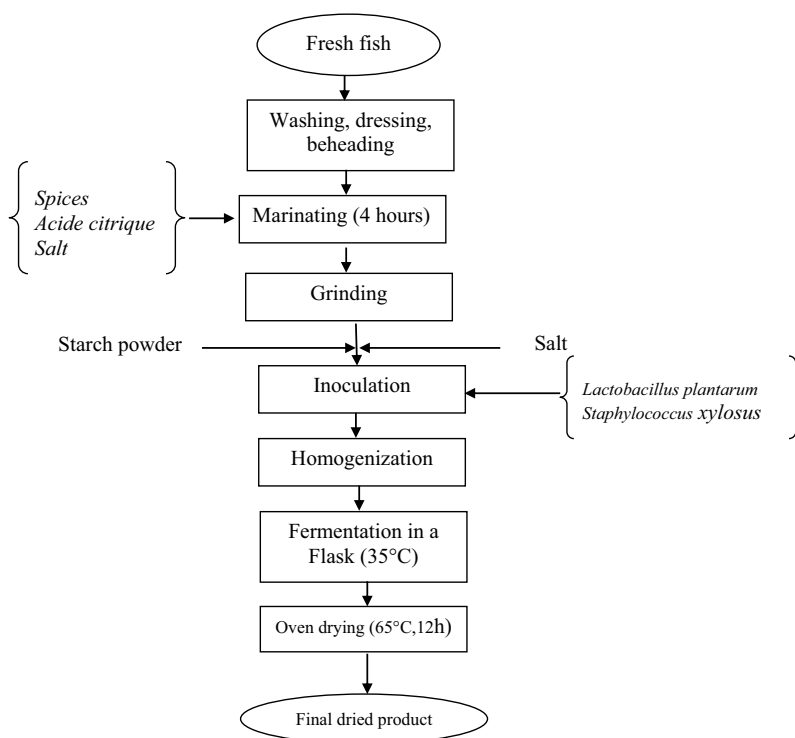 Fresh fish
Washing, dressing,
beheading
Spices
Acide citrique
Salt
Marinating (4 hours)
Grinding
Starch powder
Salt
Inoculation
Lactobacillus plantarum
Staphylococcus xylosus
Homogenization
Fermentation in a
Flask (35°C)
Oven drying (65°C,12h)
Final dried product